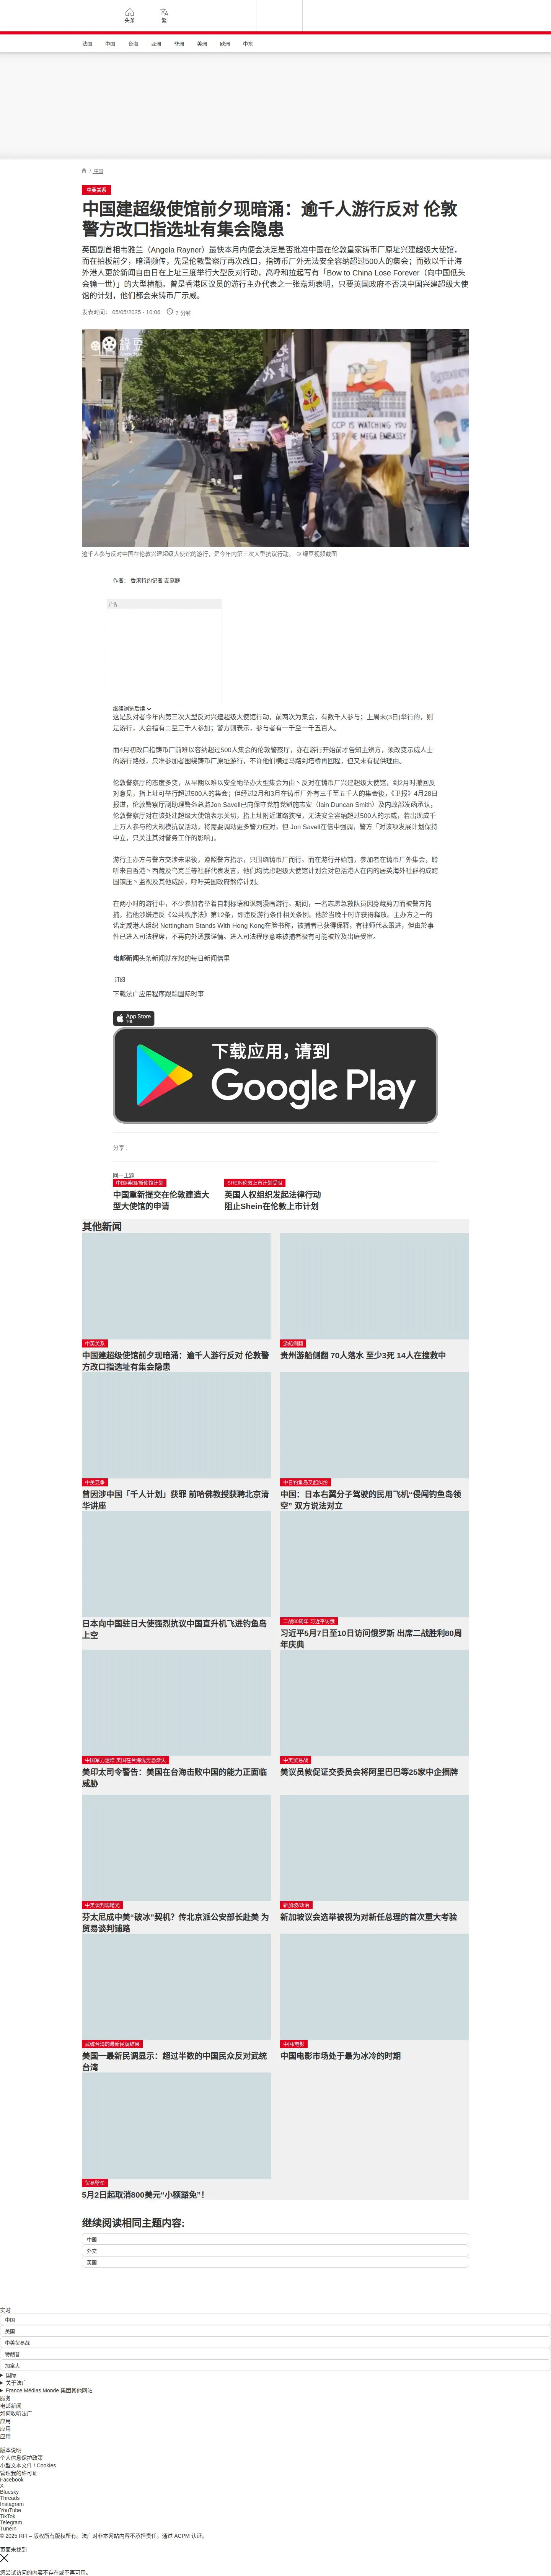 头条
繁
法国
中国
台海
亚洲
非洲
美洲
欧洲
中东
/ 中国
中英关系
中国建超级使馆前夕现暗涌：逾千人游行反对 伦敦
警方改口指选址有集会隐患
英国副首相韦雅兰（Angela Rayner）最快本月内便会决定是否批准中国在伦敦皇家铸币厂原址兴建超级大使馆，
而在拍板前夕，暗涌频传，先是伦敦警察厅再次改口，指铸币厂外无法安全容纳超过500人的集会；而数以千计海
外港人更於新闻自由日在上址三度举行大型反对行动，高呼和拉起写有「Bow to China Lose Forever（向中国低头
会输一世）」的大型横额。曾是香港区议员的游行主办代表之一张嘉莉表明，只要英国政府不否决中国兴建超级大使
馆的计划，他们都会来铸币厂示威。
发表时间： 05/05/2025 - 10:06
7 分钟
绿豆
CCP IS WATCHING YOU
STOP THE MEGA EMBASSY
逾千人参与反对中国在伦敦兴建超级大使馆的游行，是今年内第三次大型抗议行动。 © 绿豆视频截图
作者： 香港特约记者 麦燕庭
广告
继续浏览后续
这是反对者今年内第三次大型反对兴建超级大使馆行动，前两次为集会，有数千人参与；上周末(3日)举行的，则
是游行，大会指有二至三千人参加；警方则表示，参与者有一千至一千五百人。
而4月初改口指铸币厂前难以容纳超过500人集会的伦敦警察厅，亦在游行开始前才告知主辨方，须改变示威人士
的游行路线，只准参加者围绕铸币厂原址游行，不许他们横过马路到塔桥再回程，但又未有提供理由。
伦敦警察厅的态度多变，从早期以难以安全地举办大型集会为由丶反对在铸币厂兴建超级大使馆，到2月时撤回反
对意见，指上址可举行超过500人的集会；但经过2月和3月在铸币厂外有三千至五千人的集会後，《卫报》4月28日
报道，伦敦警察厅副助理警务总监Jon Savell已向保守党前党魁施志安（Iain Duncan Smith）及内政部发函承认，
伦敦警察厅对在该处建超级大使馆表示关切，指上址附近道路狭窄，无法安全容纳超过500人的示威，若出现成千
上万人参与的大规模抗议活动，将需要调动更多警力应对。但 Jon Savell在信中强调，警方「对该项发展计划保持
中立，只关注其对警务工作的影响」。
游行主办方与警方交涉未果後，遵照警方指示，只围绕铸币厂而行。而在游行开始前，参加者在铸币厂外集会，聆
听来自香港丶西藏及乌克兰等社群代表发言，他们均忧虑超级大使馆计划会对包括港人在内的居英海外社群构成跨
国镇压丶监视及其他威胁，呼吁英国政府煞停计划。
在两小时的游行中，不少参加者举着自制标语和讽刺漫画游行。期间，一名志愿急救队员因身藏剪刀而被警方拘
捕，指他涉嫌违反《公共秩序法》第12条，即违反游行条件相关条例。他於当晚十时许获得释放。主办方之一的
诺定咸港人组织 Nottingham Stands With Hong Kong在脸书称，被捕者已获得保释，有律师代表跟进，但由於事
件已进入司法程度，不再向外透露详情。进入司法程序意味被捕者极有可能被控及出庭受审。
电邮新闻头条新闻就在您的每日新闻信里
订阅
下载法广应用程序跟踪国际时事
App Store
下载
下载应用，请到
Google Play
分享 :
同一主题
中国/英国/新使馆计划
中国重新提交在伦敦建造大
型大使馆的申请
SHEIN伦敦上市计划受阻
英国人权组织发起法律行动
阻止Shein在伦敦上市计划
其他新闻
中英关系
中国建超级使馆前夕现暗涌：逾千人游行反对 伦敦警
方改口指选址有集会隐患
游船倾翻
贵州游船侧翻 70人落水 至少3死 14人在搜救中
中美竞争
曾因涉中国「千人计划」获罪 前哈佛教授获聘北京清
华讲座
中日钓鱼岛又起纠纷
中国：日本右翼分子驾驶的民用飞机“侵闯钓鱼岛领
空” 双方说法对立
日本向中国驻日大使强烈抗议中国直升机飞进钓鱼岛
上空
二战80周年 习近平访俄
习近平5月7日至10日访问俄罗斯 出席二战胜利80周
年庆典
中国军力递增 美国在台海优势恐渐失
美印太司令警告：美国在台海击败中国的能力正面临
威胁
中美贸易战
美议员敦促证交委员会将阿里巴巴等25家中企摘牌
中美谈判现曙光
芬太尼成中美“破冰”契机？传北京派公安部长赴美 为
贸易谈判铺路
新加坡/政治
新加坡议会选举被视为对新任总理的首次重大考验
武统台湾的最新民调结果
美国一最新民调显示：超过半数的中国民众反对武统
台湾
中国/电影
中国电影市场处于最为冰冷的时期
贸易壁垒
5月2日起取消800美元“小额豁免”！
继续阅读相同主题内容:
中国
外交
英国
实时
中国
美国
中美贸易战
特朗普
加拿大
国际
关于法广
France Médias Monde 集团其他网站
服务
电邮新闻
如何收听法广
应用
应用
应用
版本说明
个人信息保护政策
小型文本文件 / Cookies
管理我的许可证
Facebook
X
Bluesky
Threads
Instagram
YouTube
TikTok
Telegram
TuneIn
© 2025 RFI – 版权所有版权所有。法广对非本网站内容不承担责任。通过 ACPM 认证。
页面未找到
您尝试访问的内容不存在或不再可用。